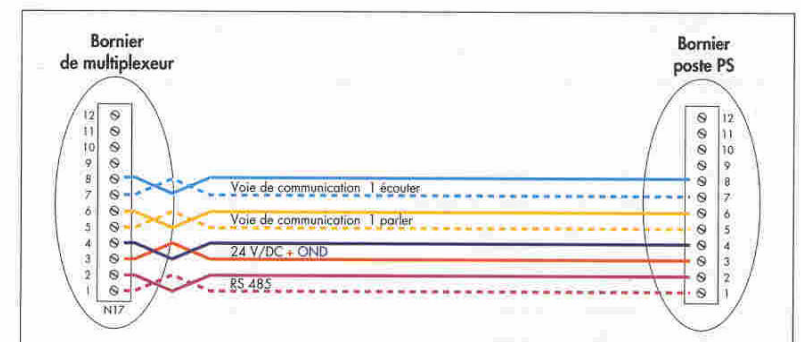 Bornier
de multiplexeur
Bornier
poste PS
12
11
10
9
8
7
6
5
4
3
2
1
N17
Voie de communication 1 écouter
Voie de communication 1 parler
24 V/DC + OND
RS 485
12
11
10
9
8
7
6
5
4
3
2
1